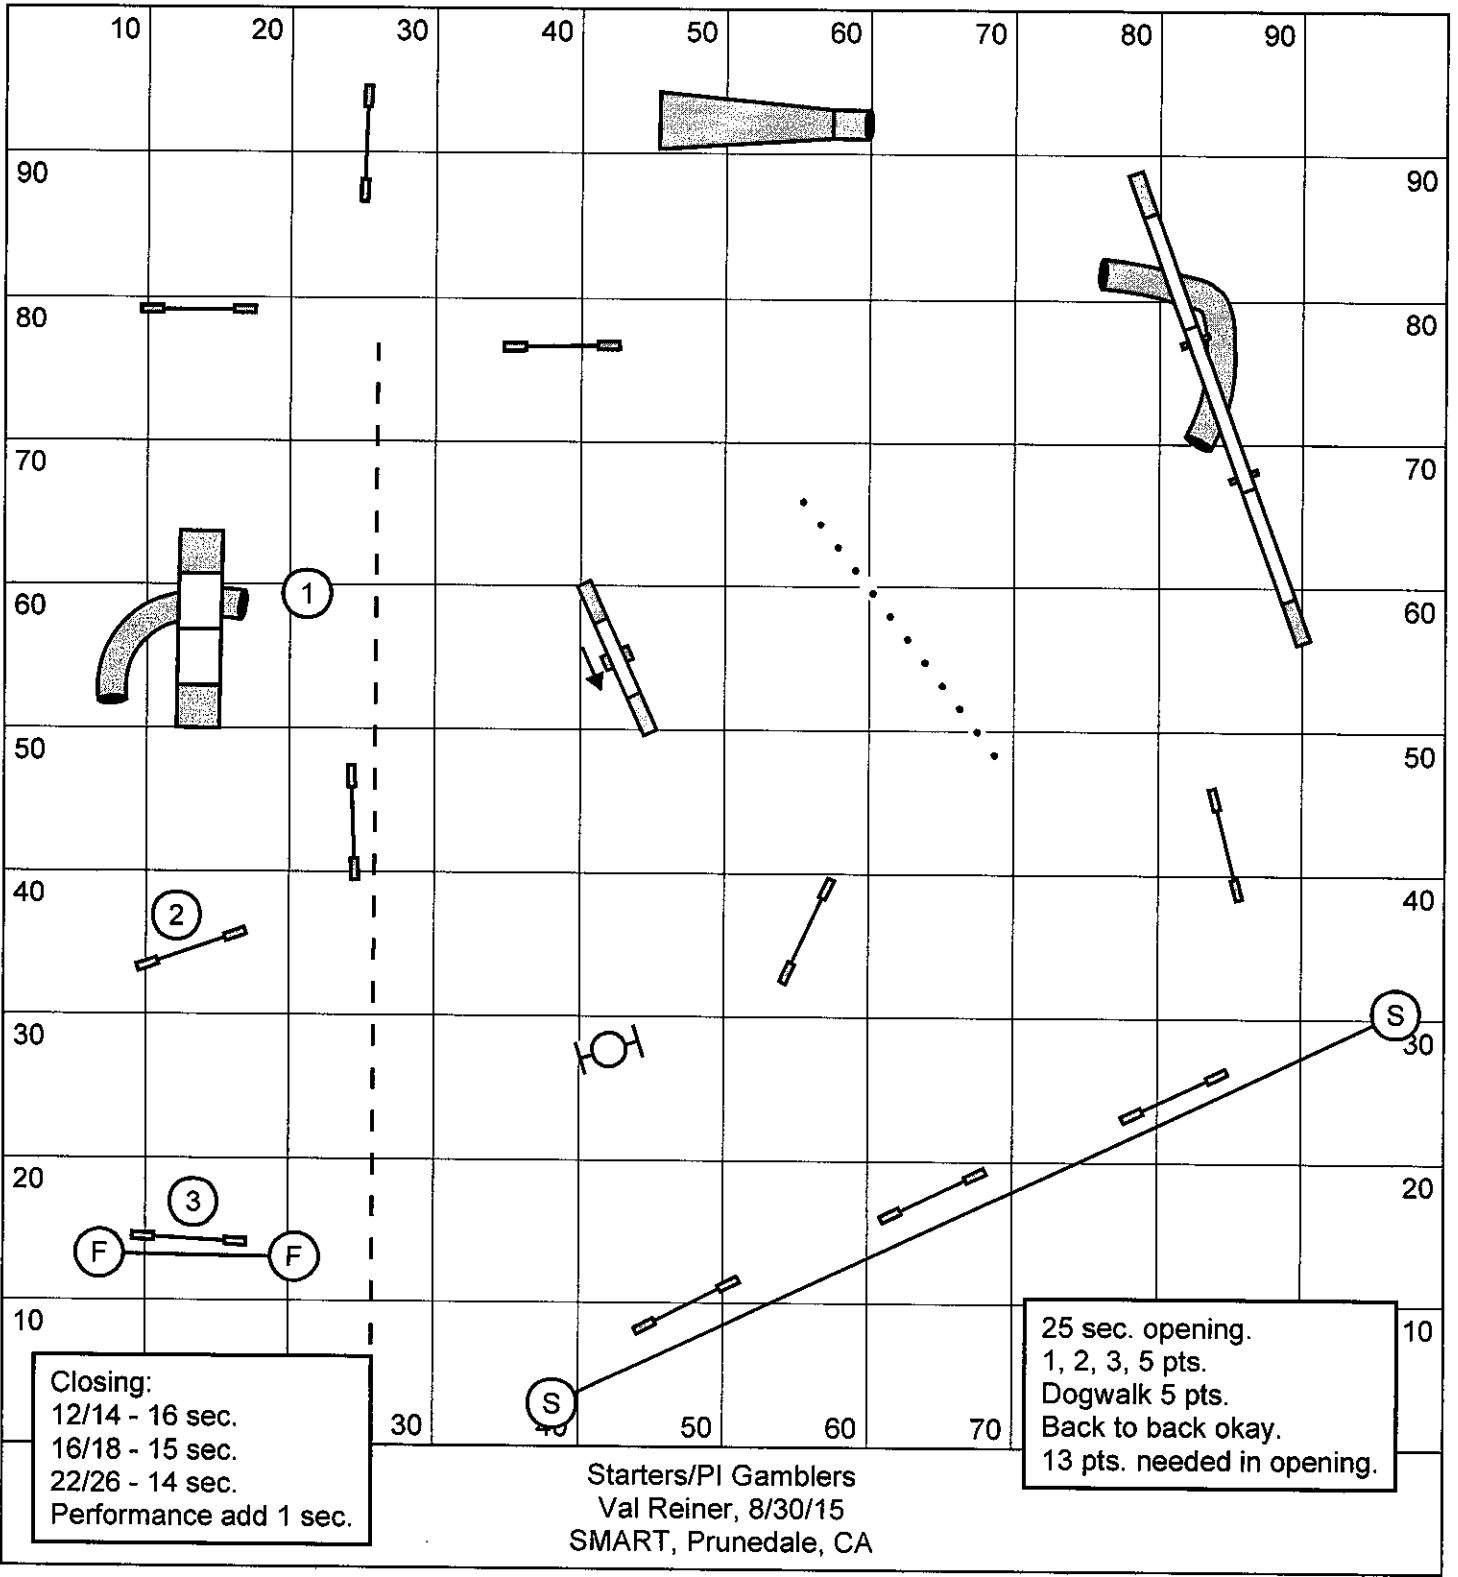 10 20 30 40 50 60 70 80 90
90 90
80 80
70 70
60 1 60
50 50
40 40
2
30 S 30
20 20
3
F F
10 10
25 sec. opening.
1, 2, 3, 5 pts.
Dogwalk 5 pts.
Back to back okay.
13 pts. needed in opening.
Closing:
12/14 - 16 sec.
16/18 - 15 sec.
22/26 - 14 sec.
Performance add 1 sec.
S
30 40 50 60 70
Starters/PI Gamblers
Val Reiner, 8/30/15
SMART, Prunedale, CA